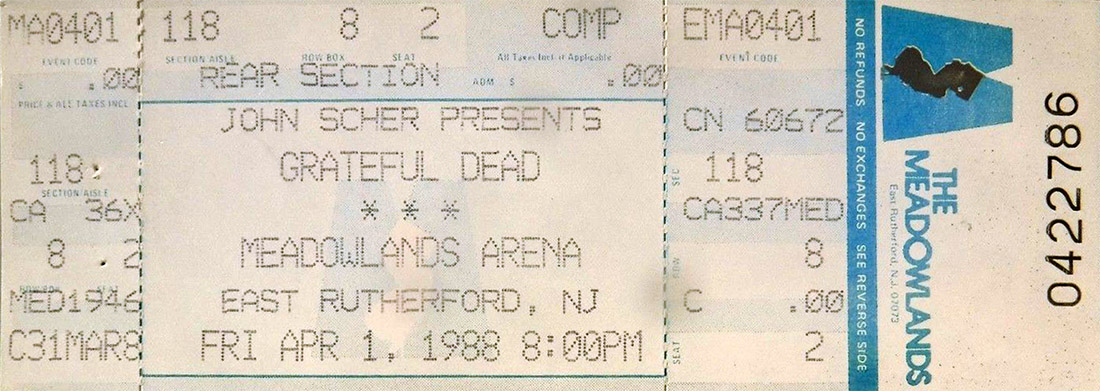 MA0401 118 8 2 COMP EMA0401
EVENT CODE SECTION/AISLE ROW/BOX SEAT All Taxes Incl. if Applicable EVENT CODE
$ .00 REAR SECTION ADM $ .00
PRICE & ALL TAXES INCL
JOHN SCHER PRESENTS CN 60672
118 GRATEFUL DEAD SEC 118
SECTION/AISLE
CA 36X * * * CA337MED
8 2 MEADOWLANDS ARENA ROW 8
MED1946 EAST RUTHERFORD, NJ C .00
C31MAR8 FRI APR 1, 1988 8:00PM SEAT 2
NO REFUNDS NO EXCHANGES SEE REVERSE SIDE
THE
MEADOWLANDS
East Rutherford, N.J. 07073
0422786